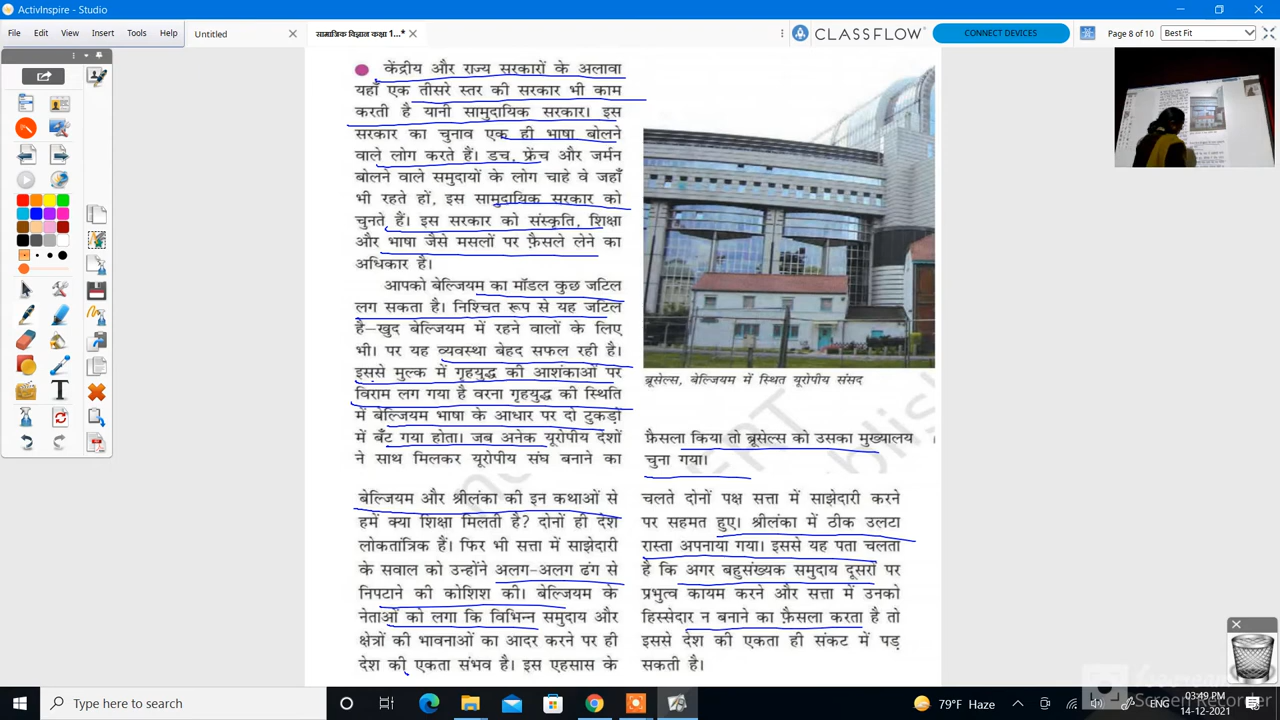 ActivInspire - Studio
File Edit View Insert Tools Help
Untitled
सामाजिक विज्ञान कक्षा 1...*
CLASSFLOW
CONNECT DEVICES
Page 8 of 10
Best Fit
केंद्रीय और राज्य सरकारों के अलावा
यहाँ एक तीसरे स्तर की सरकार भी काम
करती है यानी सामुदायिक सरकार। इस
सरकार का चुनाव एक ही भाषा बोलने
वाले लोग करते हैं। डच, फ्रेंच और जर्मन
बोलने वाले समुदायों के लोग चाहे वे जहाँ
भी रहते हों, इस सामुदायिक सरकार को
चुनते हैं। इस सरकार को संस्कृति, शिक्षा
और भाषा जैसे मसलों पर फ़ैसले लेने का
अधिकार है।
आपको बेल्जियम का मॉडल कुछ जटिल
लग सकता है। निश्चित रूप से यह जटिल
है–खुद बेल्जियम में रहने वालों के लिए
भी। पर यह व्यवस्था बेहद सफल रही है।
इससे मुल्क में गृहयुद्ध की आशंकाओं पर
विराम लग गया है वरना गृहयुद्ध की स्थिति
में बेल्जियम भाषा के आधार पर दो टुकड़ों
में बँट गया होता। जब अनेक यूरोपीय देशों
ने साथ मिलकर यूरोपीय संघ बनाने का
ब्रूसेल्स, बेल्जियम में स्थित यूरोपीय संसद
फ़ैसला किया तो ब्रूसेल्स को उसका मुख्यालय
चुना गया।
बेल्जियम और श्रीलंका की इन कथाओं से
हमें क्या शिक्षा मिलती है? दोनों ही देश
लोकतांत्रिक हैं। फिर भी सत्ता में साझेदारी
के सवाल को उन्होंने अलग-अलग ढंग से
निपटाने की कोशिश की। बेल्जियम के
नेताओं को लगा कि विभिन्न समुदाय और
क्षेत्रों की भावनाओं का आदर करने पर ही
देश की एकता संभव है। इस एहसास के
चलते दोनों पक्ष सत्ता में साझेदारी करने
पर सहमत हुए। श्रीलंका में ठीक उलटा
रास्ता अपनाया गया। इससे यह पता चलता
है कि अगर बहुसंख्यक समुदाय दूसरों पर
प्रभुत्व कायम करने और सत्ता में उनको
हिस्सेदार न बनाने का फ़ैसला करता है तो
इससे देश की एकता ही संकट में पड़
सकती है।
Screen Recorder
Type here to search
79°F Haze
ENG
03:49 PM
14-12-2021